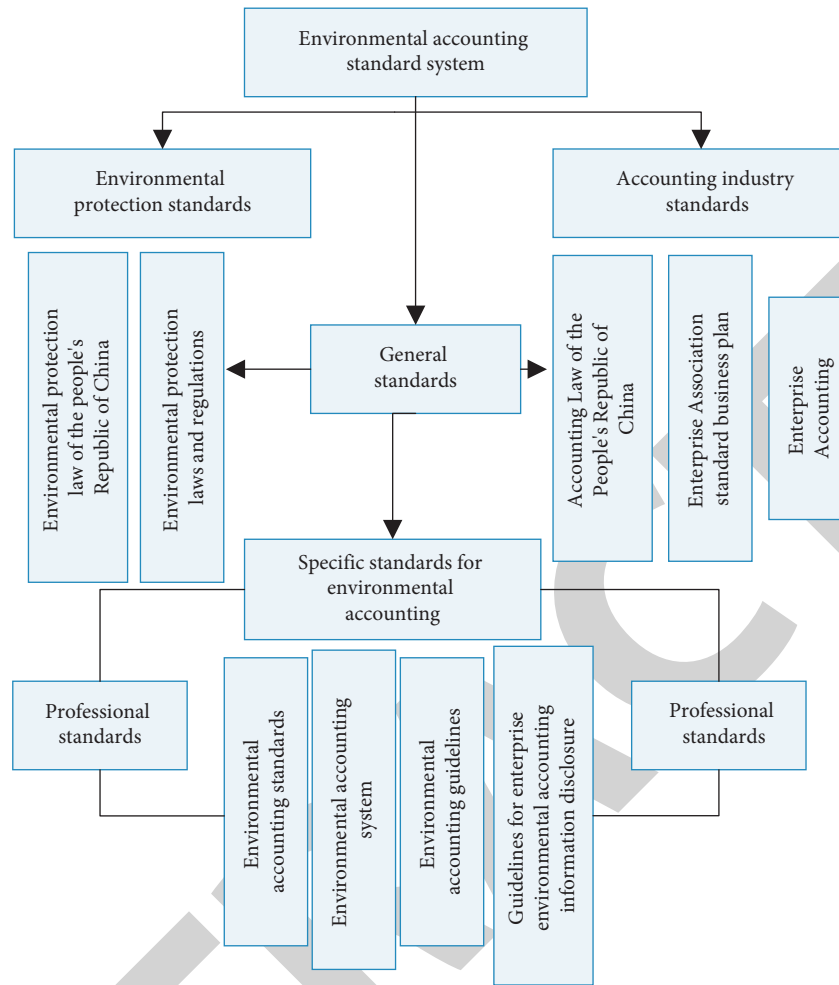 Environmental accounting
standard system
Environmental
protection standards
Accounting industry
standards
Environmental protection
law of the people's
Republic of China
Environmental protection
laws and regulations
General
standards
Accounting Law of the
People's Republic of
China
Enterprise Association
standard business plan
Enterprise
Accounting
Specific standards for
environmental
accounting
Professional
standards
Environmental
accounting standards
Environmental accounting
system
Environmental
accounting guidelines
Guidelines for enterprise
environmental accounting
information disclosure
Professional
standards